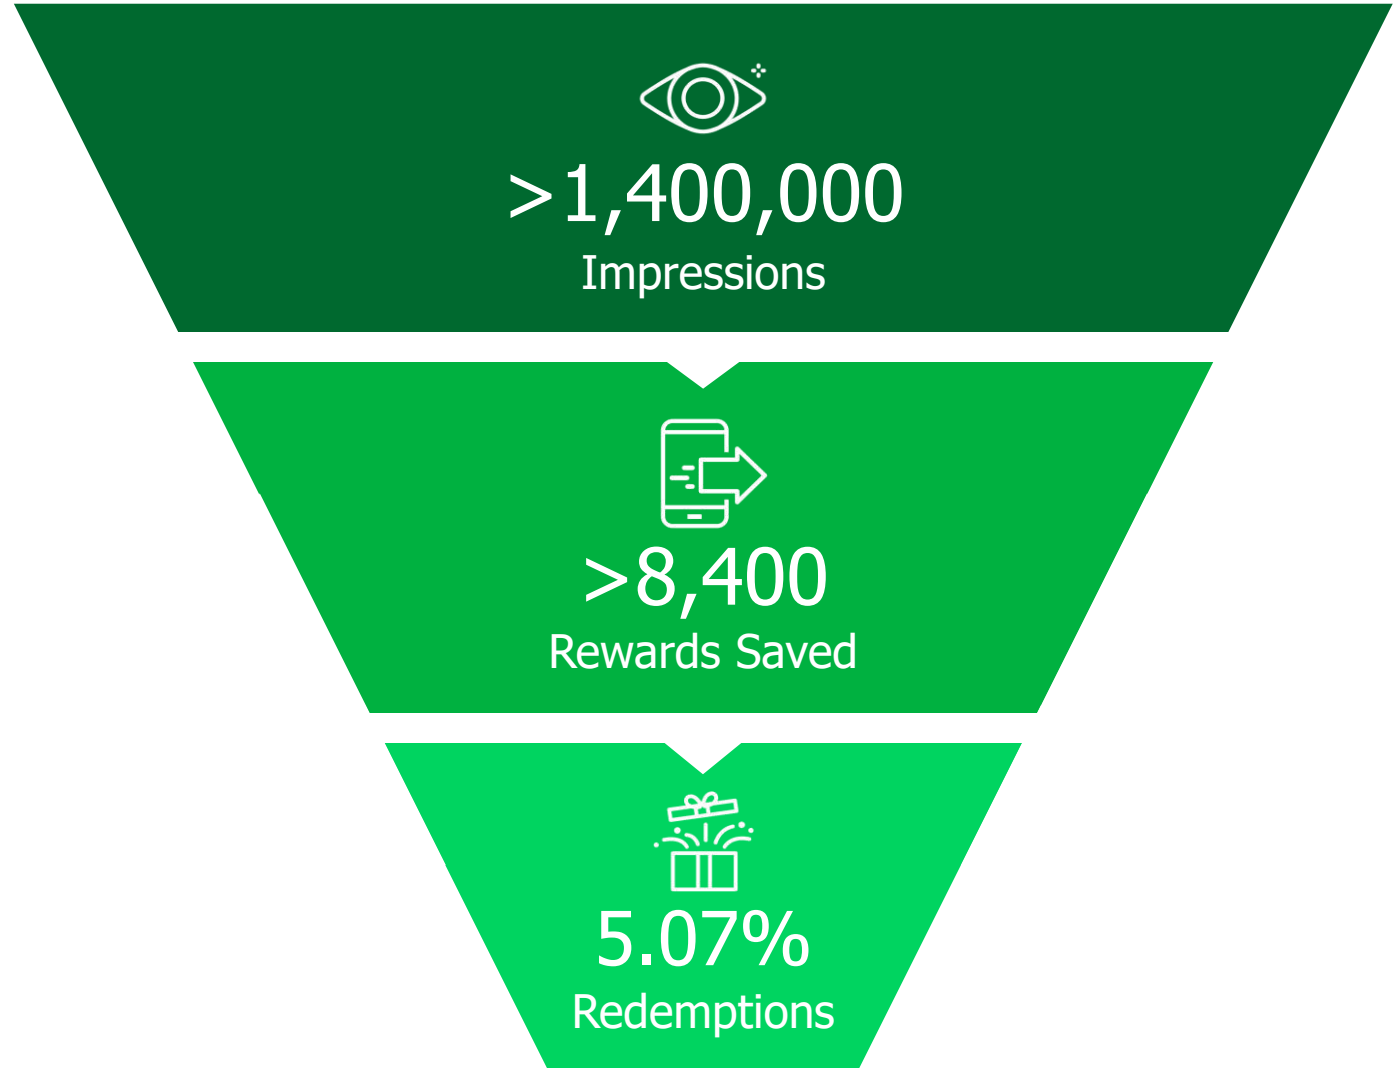 >1,400,000
Impressions
>8,400
Rewards Saved
5.07%
Redemptions